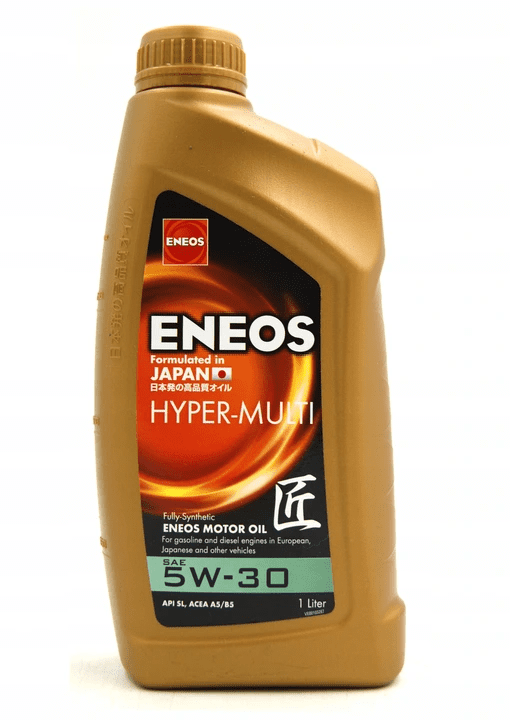 ENEOS
ENEOS
Formulated in
JAPAN
日本発の高品質オイル
HYPER-MULTI
匠
Fully-Synthetic
ENEOS MOTOR OIL
For gasoline and diesel engines in European,
Japanese and other vehicles
SAE
5W-30
API SL, ACEA A5/B5
1 Liter